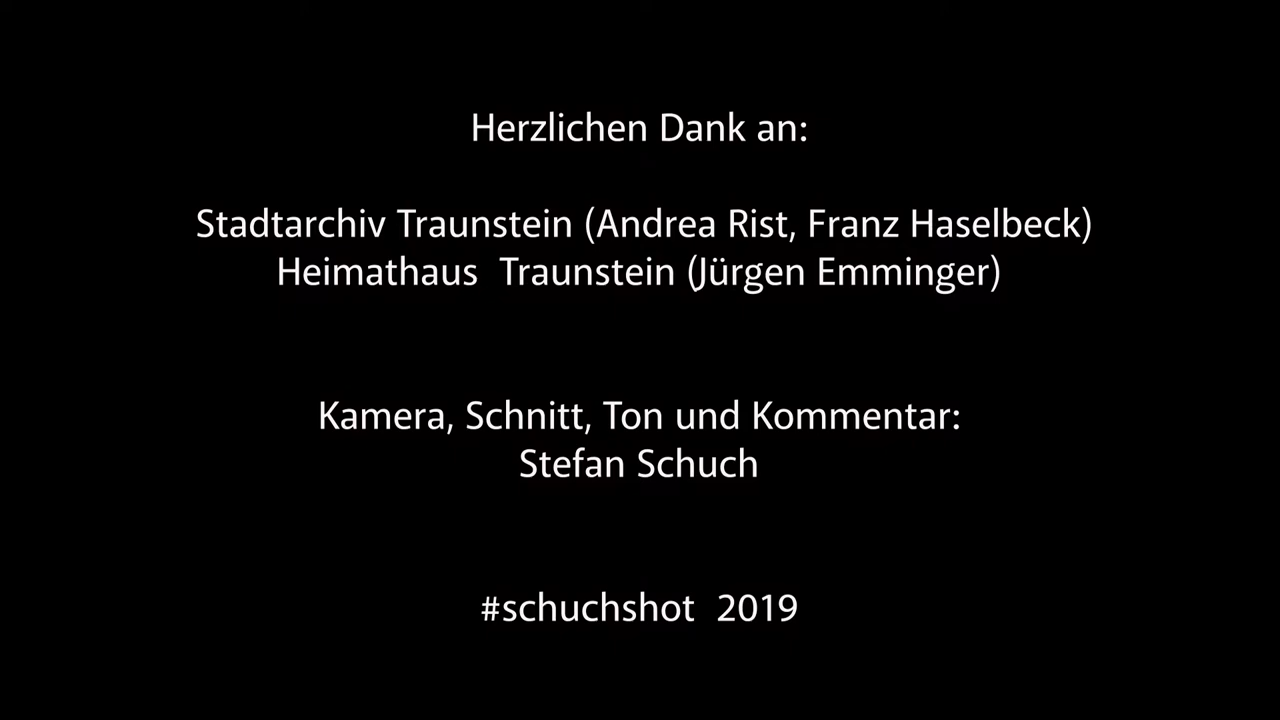 Herzlichen Dank an:
Stadtarchiv Traunstein (Andrea Rist, Franz Haselbeck)
Heimathaus  Traunstein (Jürgen Emminger)
Kamera, Schnitt, Ton und Kommentar:
Stefan Schuch
#schuchshot  2019